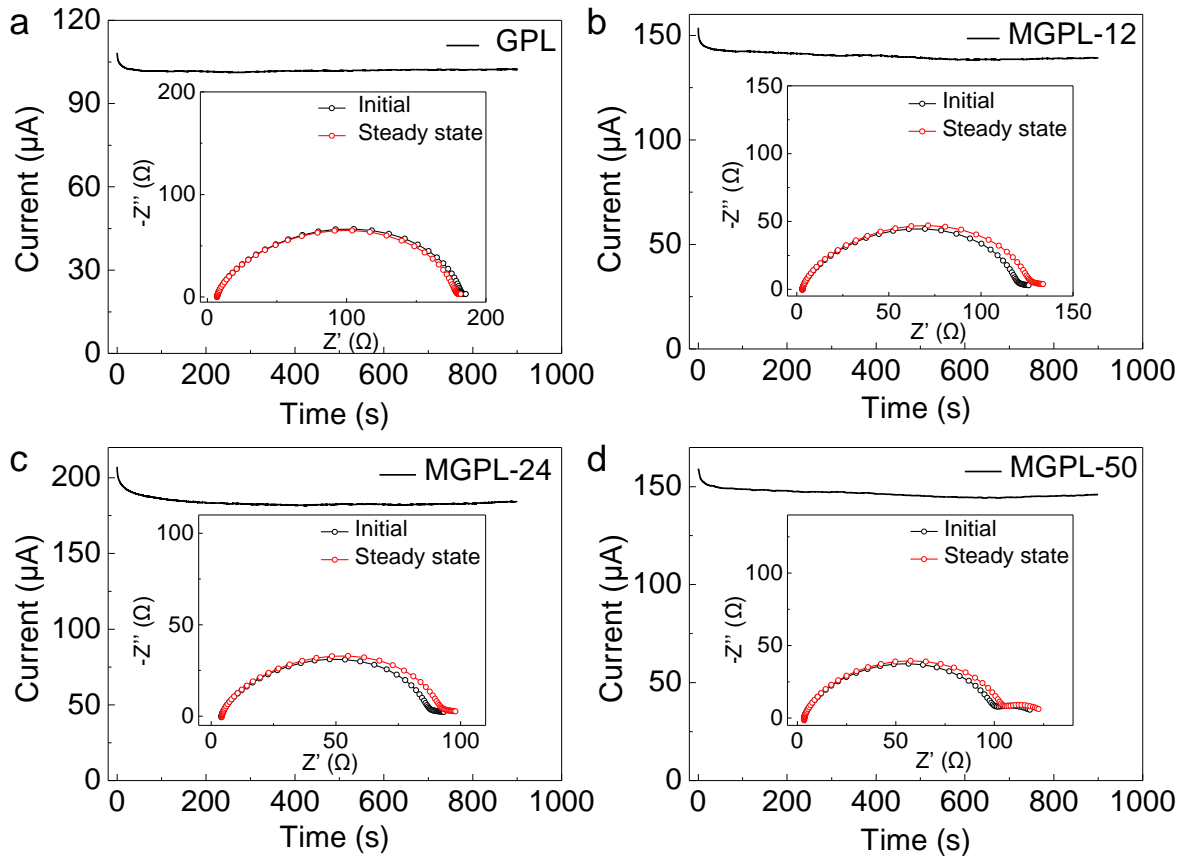 a
GPL
Current (µA)
120
90
60
30
0
0 200 400 600 800 1000
Time (s)
Initial
Steady state
-Z'' (Ω)
200
100
0
0 100 200
Z' (Ω)
b
MGPL-12
Current (µA)
150
100
50
0
0 200 400 600 800 1000
Time (s)
Initial
Steady state
-Z'' (Ω)
150
100
50
0
0 50 100 150
Z' (Ω)
c
MGPL-24
Current (µA)
200
175
150
125
100
75
50
25
0
0 200 400 600 800 1000
Time (s)
Initial
Steady state
-Z'' (Ω)
100
50
0
0 50 100
Z' (Ω)
d
MGPL-50
Current (µA)
150
100
50
0
0 200 400 600 800 1000
Time (s)
Initial
Steady state
-Z'' (Ω)
100
50
0
0 50 100
Z' (Ω)